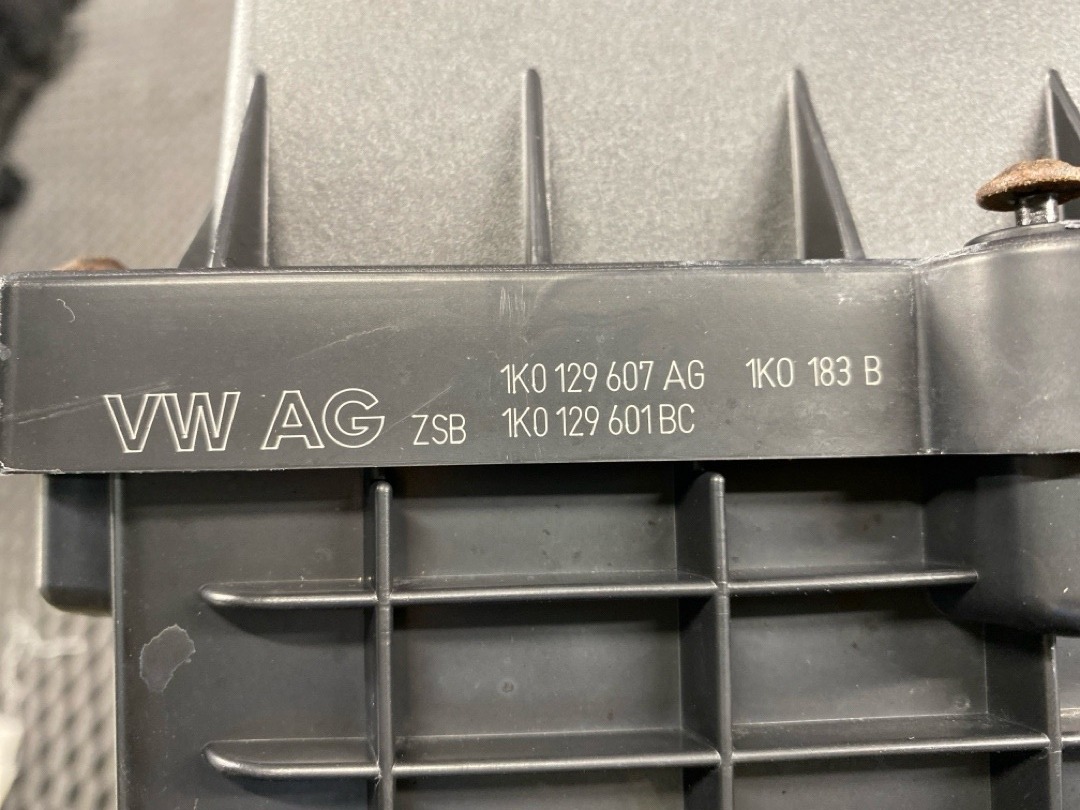 1K0 129 607 AG 1K0 183 B
VW AG ZSB 1K0 129 601 BC